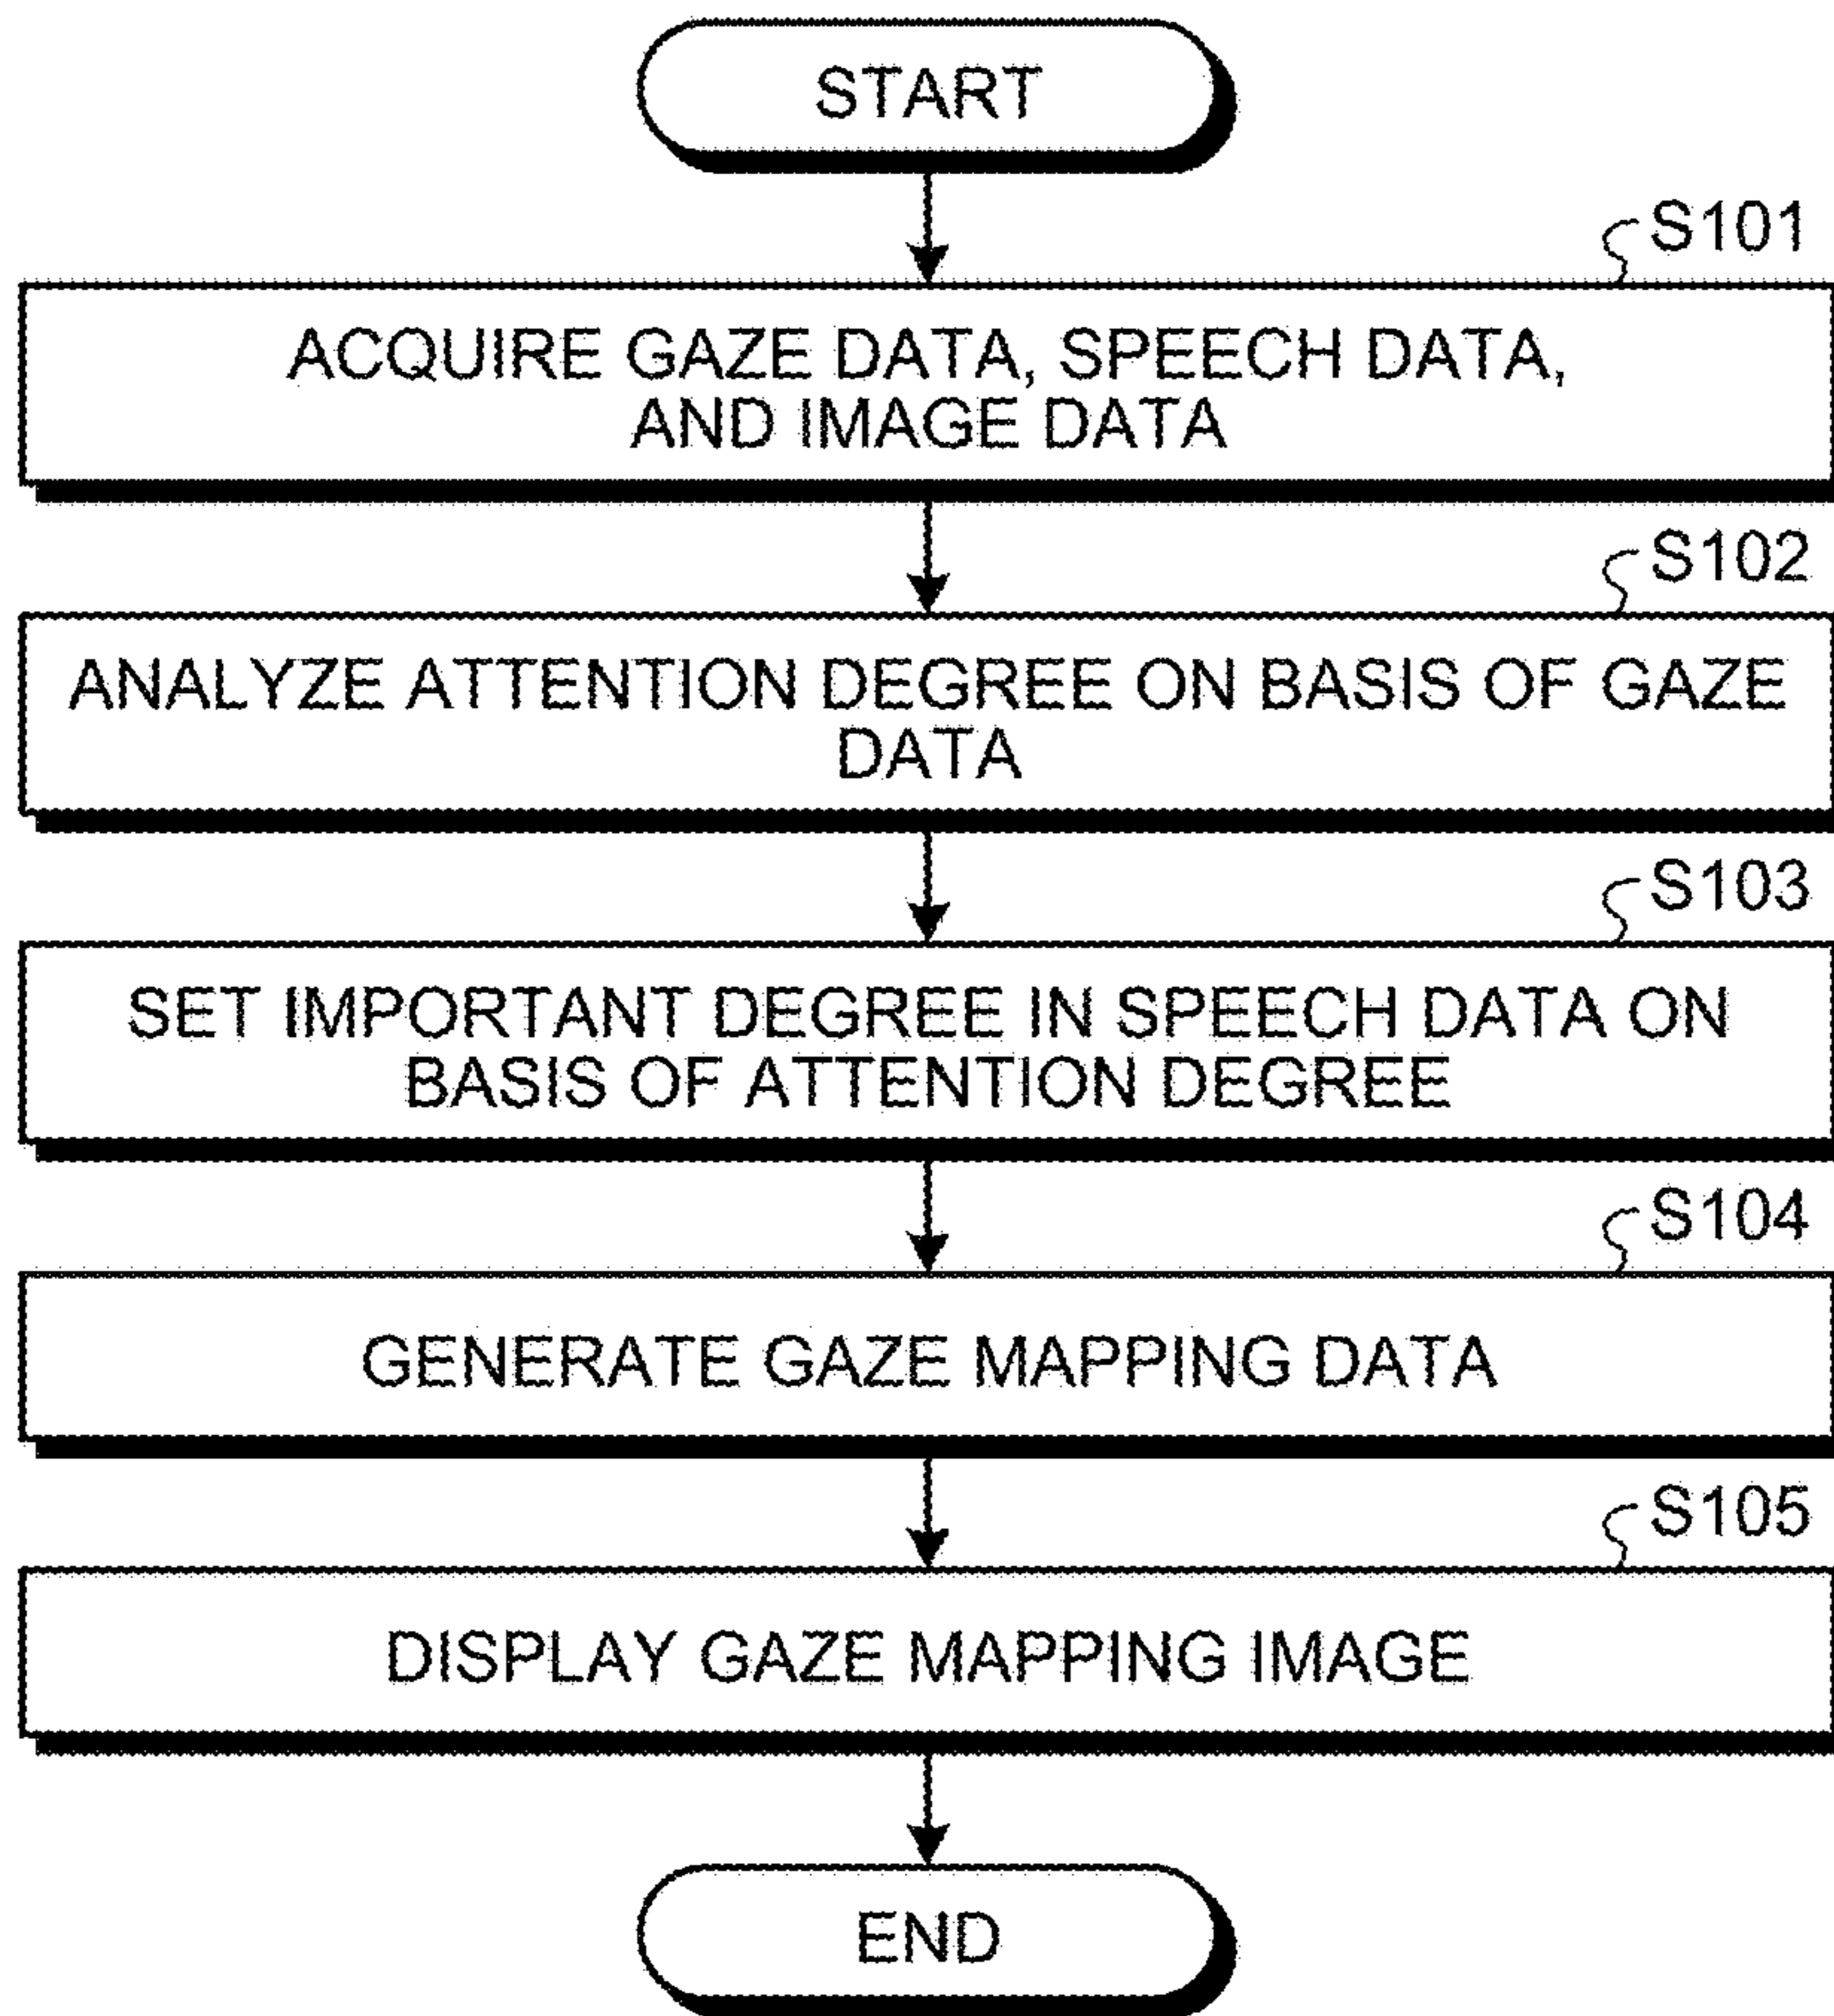 START
S101
ACQUIRE GAZE DATA, SPEECH DATA,
AND IMAGE DATA
S102
ANALYZE ATTENTION DEGREE ON BASIS OF GAZE
DATA
S103
SET IMPORTANT DEGREE IN SPEECH DATA ON
BASIS OF ATTENTION DEGREE
S104
GENERATE GAZE MAPPING DATA
S105
DISPLAY GAZE MAPPING IMAGE
END